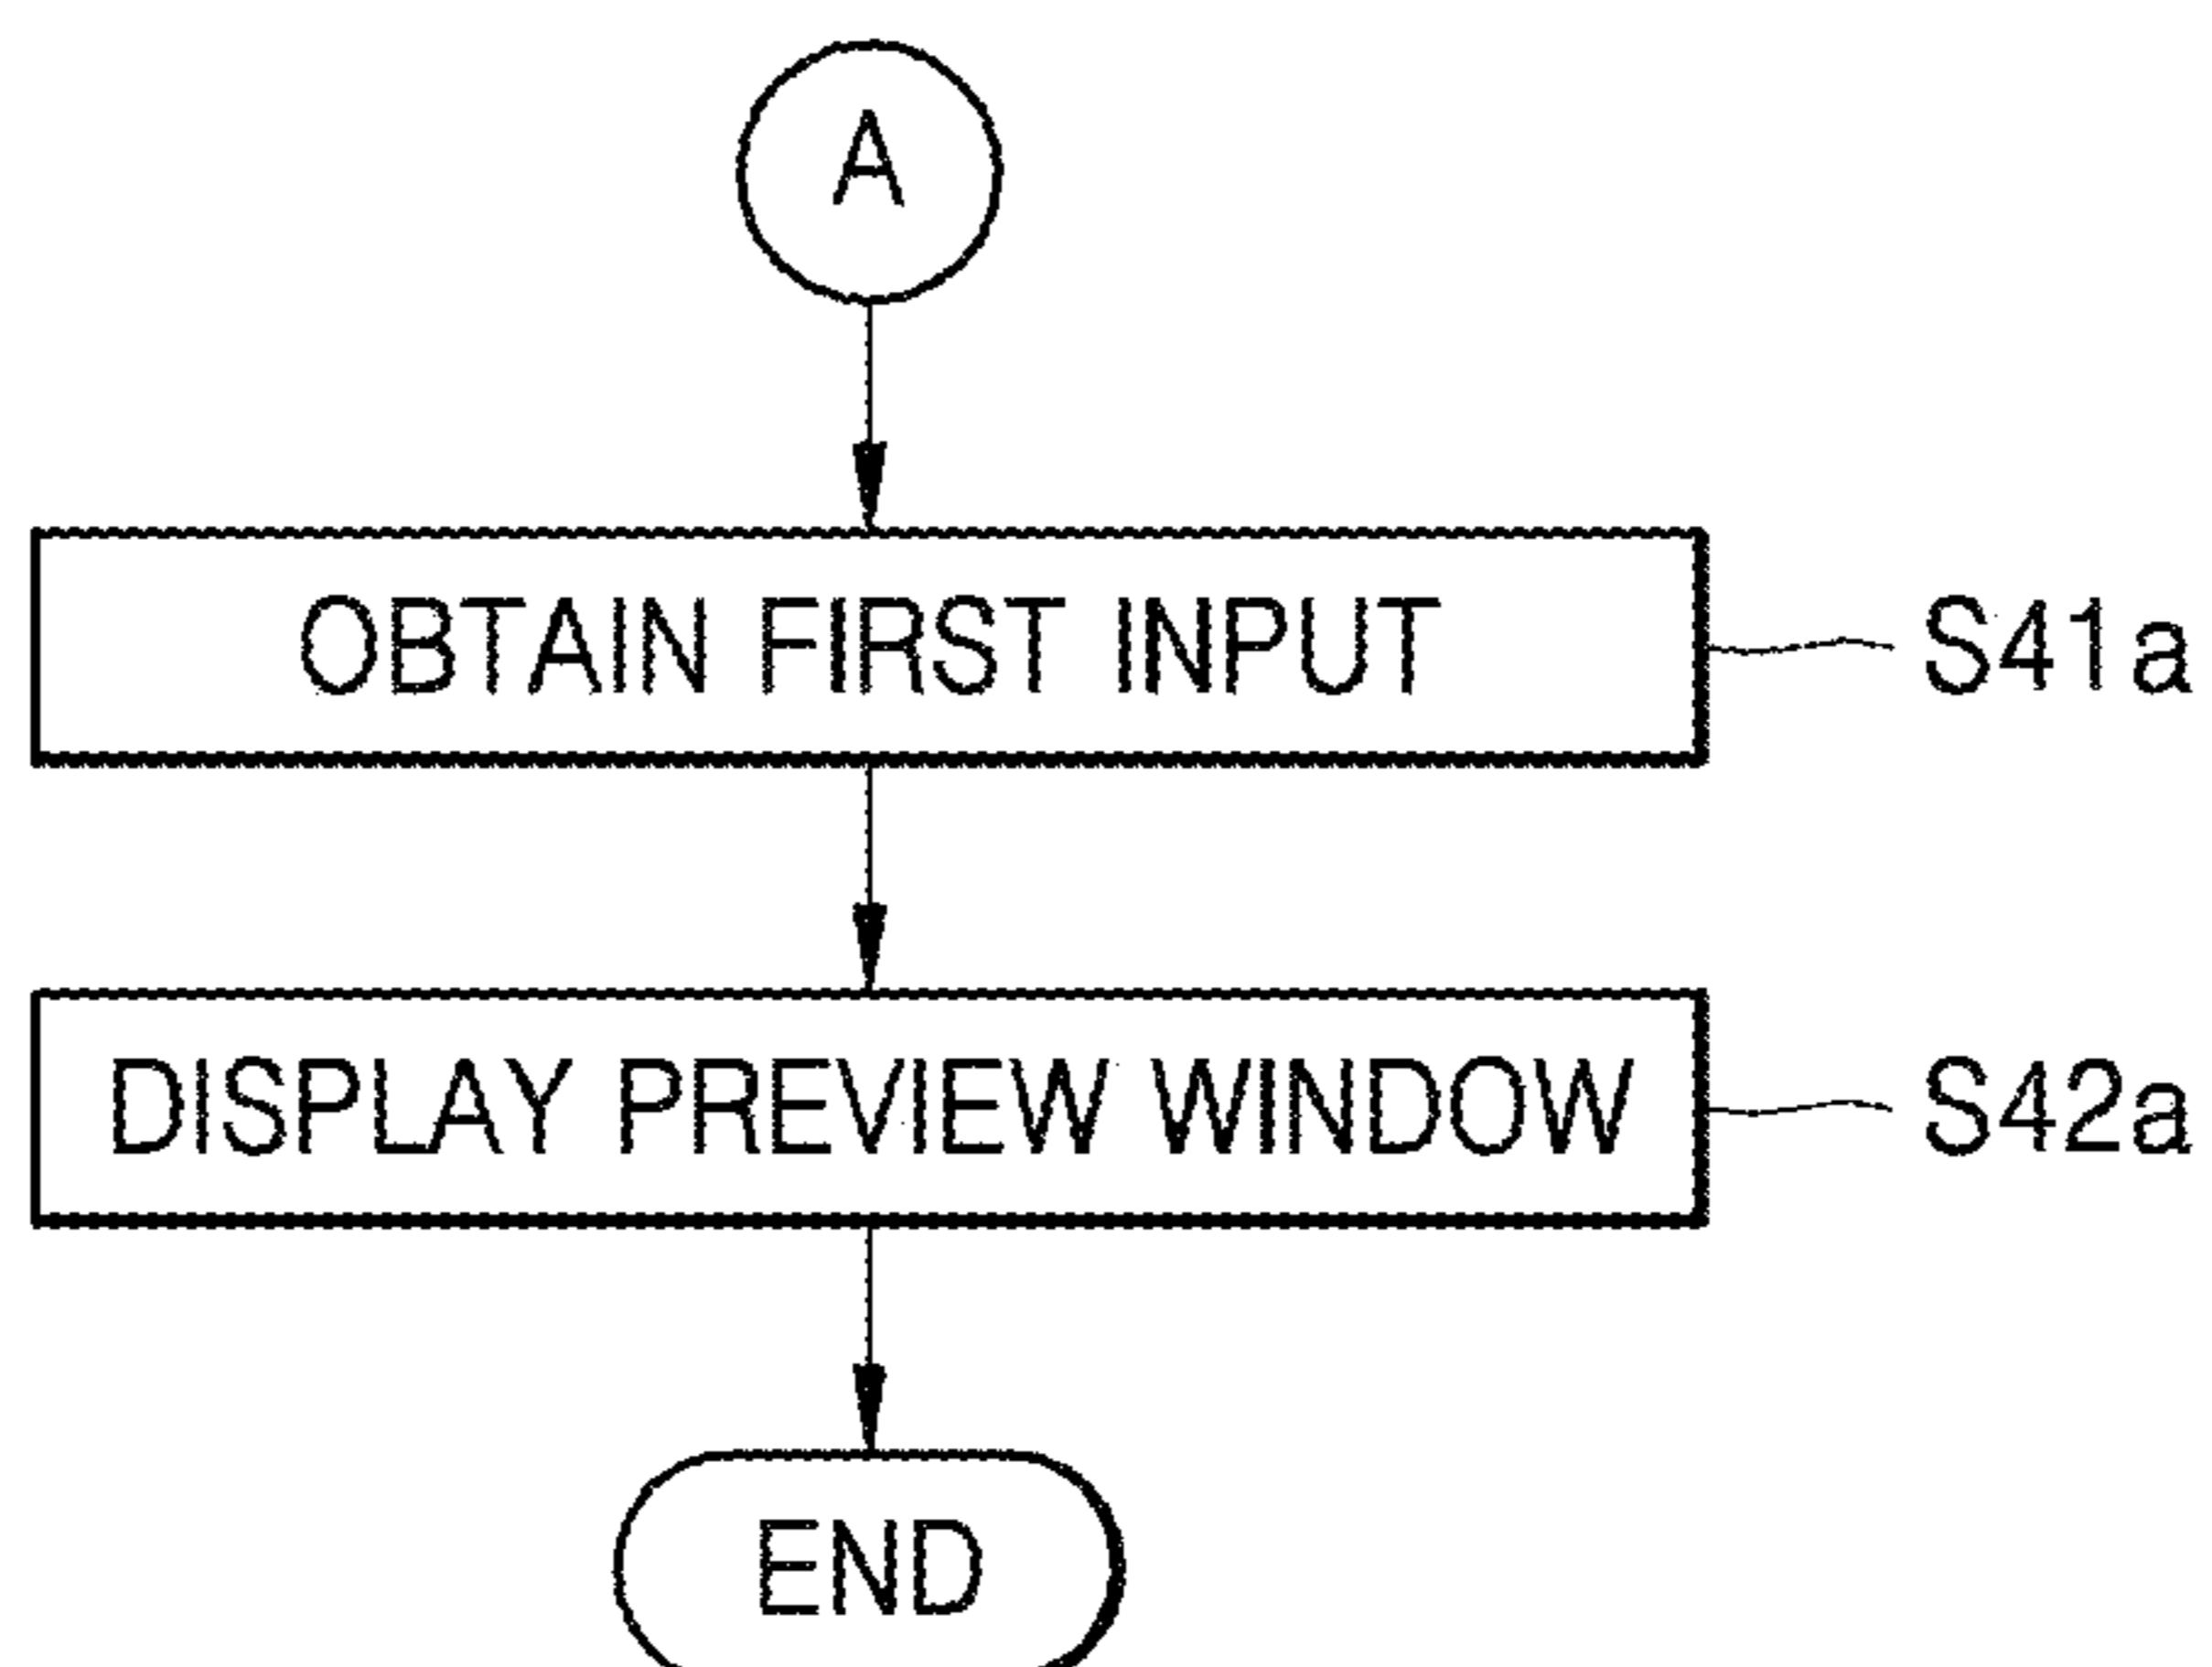 A
OBTAIN FIRST INPUT
S41a
DISPLAY PREVIEW WINDOW
S42a
END